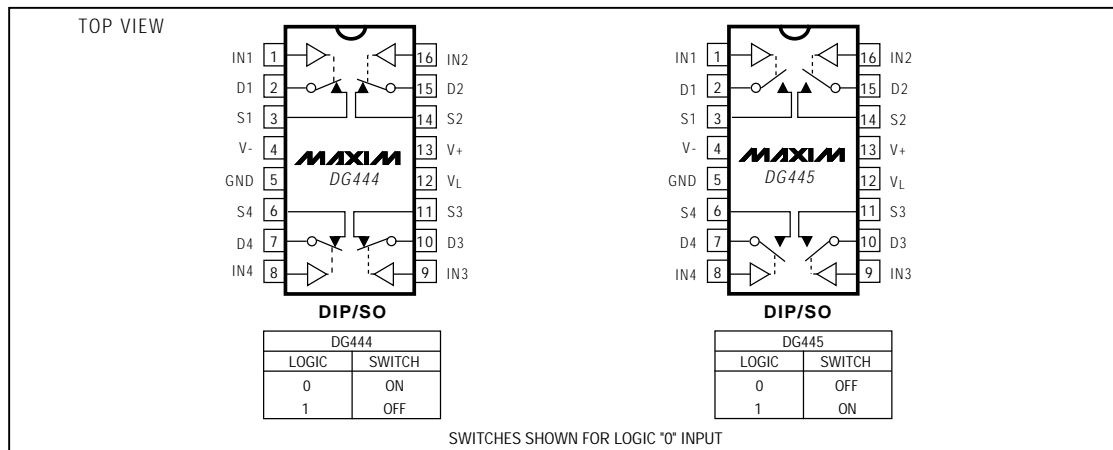 TOP VIEW
IN1 1 16 IN2
D1 2 15 D2
S1 3 14 S2
V- 4 13 V+
GND 5 12 VL
S4 6 11 S3
D4 7 10 D3
IN4 8 9 IN3
MAXIM
DG444
DIP/SO
DG444
LOGIC SWITCH
0 ON
1 OFF
IN1 1 16 IN2
D1 2 15 D2
S1 3 14 S2
V- 4 13 V+
GND 5 12 VL
S4 6 11 S3
D4 7 10 D3
IN4 8 9 IN3
MAXIM
DG445
DIP/SO
DG445
LOGIC SWITCH
0 OFF
1 ON
SWITCHES SHOWN FOR LOGIC "0" INPUT